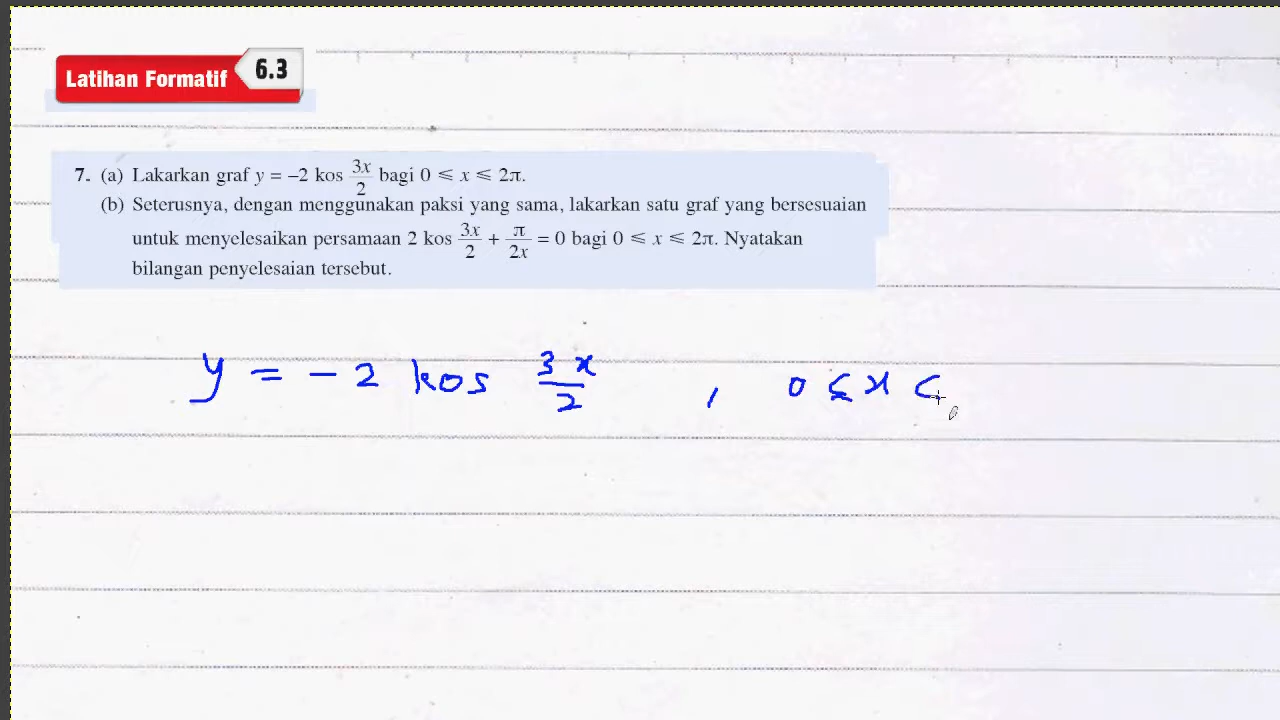 Latihan Formatif 6.3
7. (a) Lakarkan graf y = –2 kos 3x/2 bagi 0 ⩽ x ⩽ 2π.
(b) Seterusnya, dengan menggunakan paksi yang sama, lakarkan satu graf yang bersesuaian
untuk menyelesaikan persamaan 2 kos 3x/2 + π/2x = 0 bagi 0 ⩽ x ⩽ 2π. Nyatakan
bilangan penyelesaian tersebut.
y = – 2 kos 3x/2 , 0 ⩽ x <